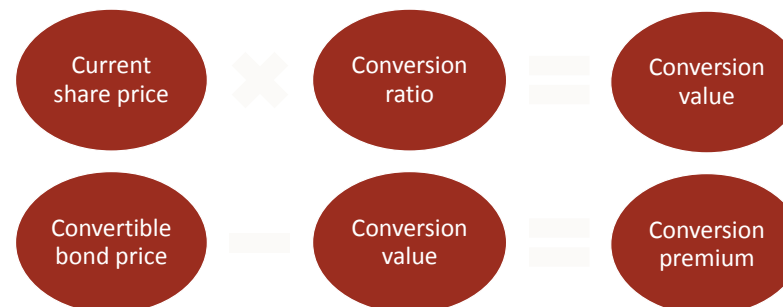 Current
share price
Conversion
ratio
Conversion
value
Convertible
bond price
Conversion
value
Conversion
premium